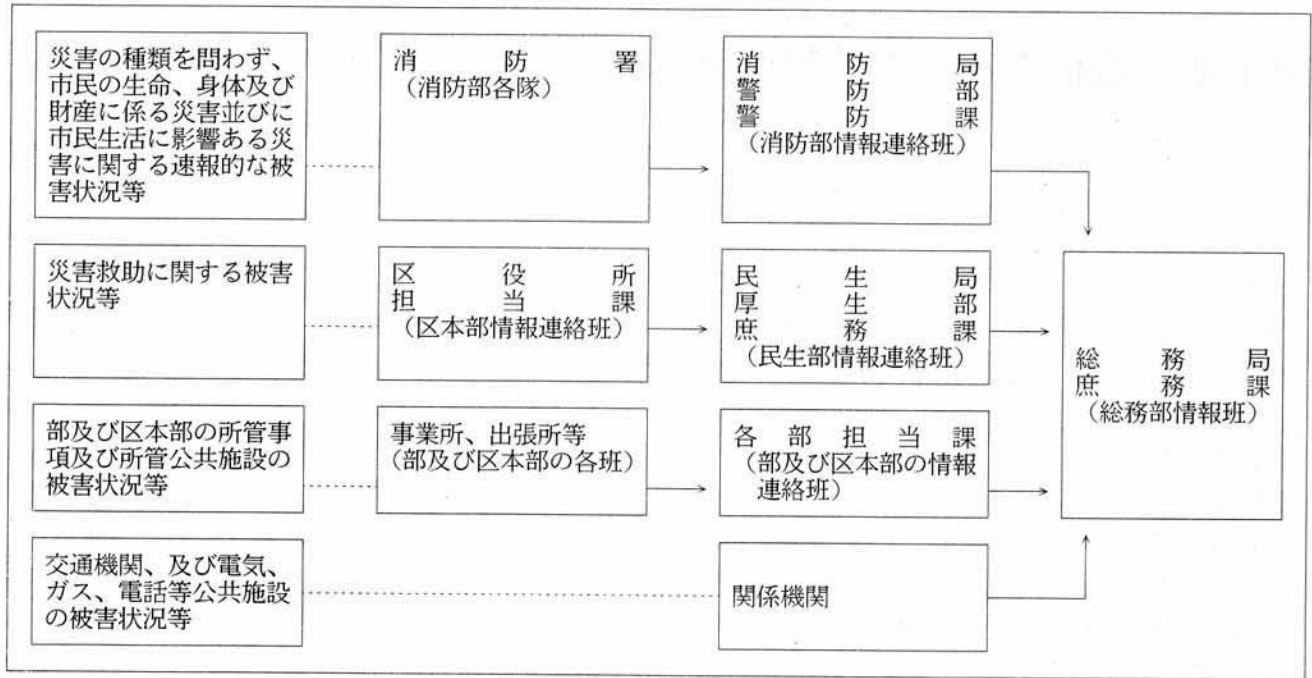 災害の種類を問わず、
市民の生命、身体及び
財産に係る災害並びに
市民生活に影響ある災
害に関する速報的な被
害状況等
消防署
（消防部各隊）
消防局
警防部
警防課
（消防部情報連絡班）
災害救助に関する被害
状況等
区役所
担当課
（区本部情報連絡班）
民生局
厚生部
庶務課
（民生部情報連絡班）
総務局
庶務課
（総務部情報班）
部及び区本部の所管事
項及び所管公共施設の
被害状況等
事業所、出張所等
（部及び区本部の各班）
各部担当課
（部及び区本部の情報
連絡班）
交通機関、及び電気、
ガス、電話等公共施設
の被害状況等
関係機関